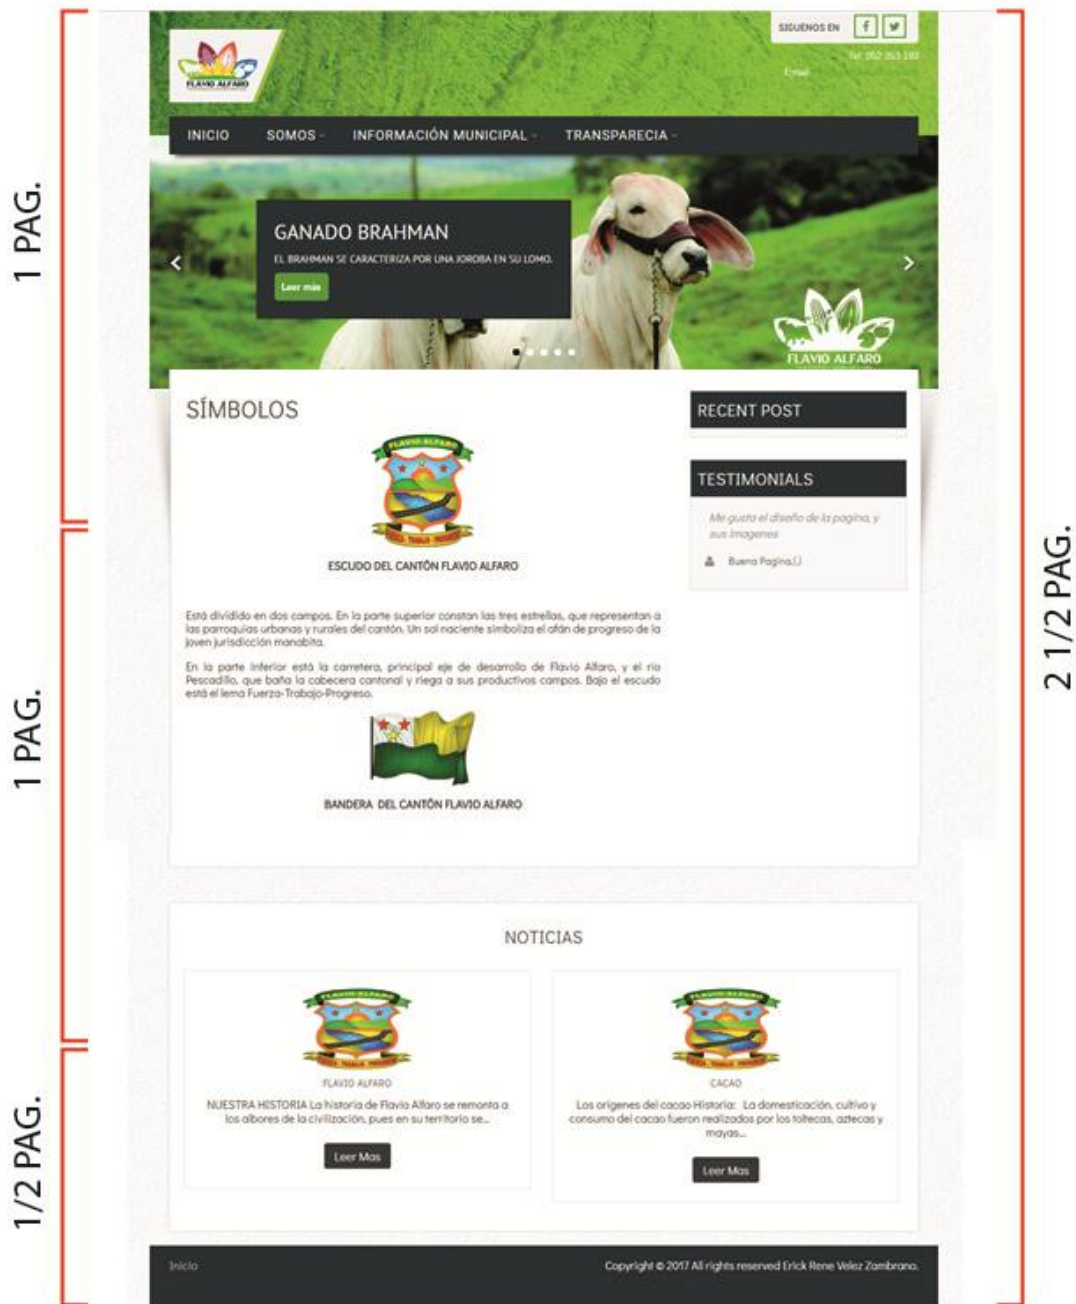 1 PAG.
1 PAG.
1/2 PAG.
2 1/2 PAG.
FLAVIO ALFARO
SIGUENOS EN
Email
INICIO SOMOS INFORMACIÓN MUNICIPAL TRANSPARECIA
GANADO BRAHMAN
EL BRAHMAN SE CARACTERIZA POR UNA JOROBA EN SU LOMO.
Leer más
FLAVIO ALFARO
SÍMBOLOS
FLAVIO ALFARO
ESCUDO DEL CANTÓN FLAVIO ALFARO
Está dividido en dos campos. En la parte superior constan las tres estrellas, que representan a
las parroquias urbanas y rurales del cantón. Un sol naciente simboliza el afán de progreso de la
joven jurisdicción manabita.
En la parte inferior está la carretera, principal eje de desarrollo de Flavio Alfaro, y el río
Pescadillo, que baña la cabecera cantonal y riega a sus productivos campos. Bajo el escudo
está el lema Fuerza-Trabajo-Progreso.
BANDERA DEL CANTÓN FLAVIO ALFARO
RECENT POST
TESTIMONIALS
Me gusta el diseño de la pagina, y
sus imagenes
Buena Pagina,(,)
NOTICIAS
FLAVIO ALFARO
NUESTRA HISTORIA La historia de Flavio Alfaro se remonta a
los albores de la civilización, pues en su territorio se...
Leer Mas
CACAO
Los orígenes del cacao Historia: La domesticación, cultivo y
consumo del cacao fueron realizados por los toltecas, aztecas y
mayas...
Leer Mas
Inicio
Copyright © 2017 All rights reserved Erick Rene Velez Zambrano.